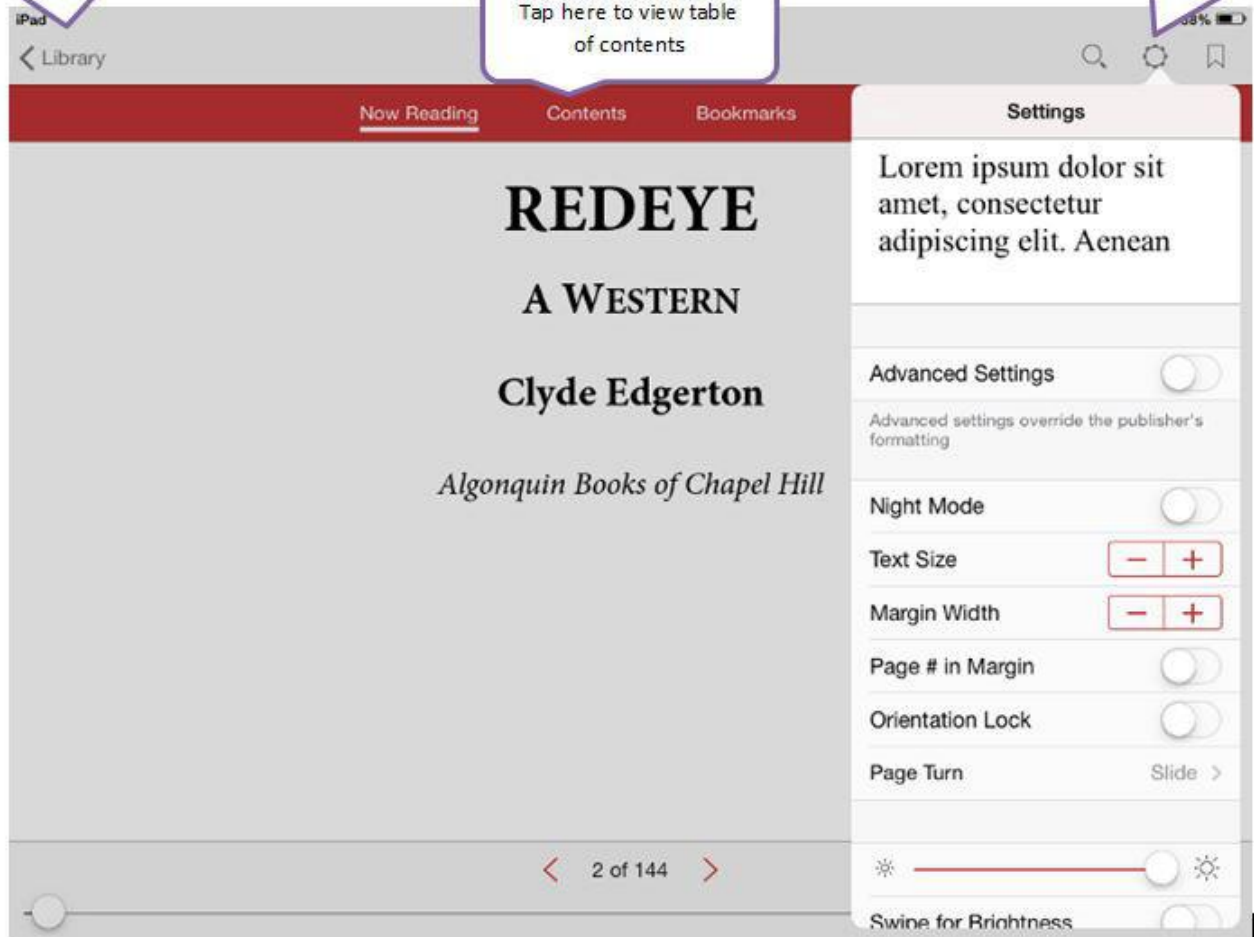 Tap here to view table
of contents
iPad
38%
Library
Now Reading Contents Bookmarks
Settings
Lorem ipsum dolor sit
amet, consectetur
adipiscing elit. Aenean
REDEYE
A WESTERN
Clyde Edgerton
Algonquin Books of Chapel Hill
Advanced Settings
Advanced settings override the publisher's
formatting
Night Mode
Text Size - +
Margin Width - +
Page # in Margin
Orientation Lock
Page Turn Slide >
< 2 of 144 >
Swipe for Brightness